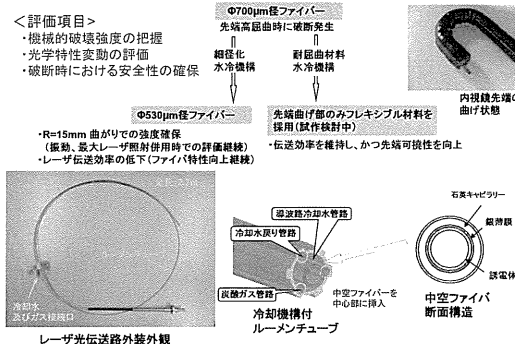 ＜評価項目＞
・機械的破壊強度の把握
・光学特性変動の評価
・破断時における安全性の確保
Φ700μm径ファイバー
先端高屈曲時に破断発生
細径化
水冷機構
耐屈曲材料
水冷機構
内視鏡先端の
曲げ状態
Φ530μm径ファイバー
・R=15mm 曲がりでの強度確保
（振動、最大レーザ照射併用時での評価継続）
・レーザ伝送効率の低下（ファイバ特性向上継続）
先端曲げ部のみフレキシブル材料を
採用（試作検討中）
・伝送効率を維持し、かつ先端可撓性を向上
冷却水
及びガス接続口
レーザ光伝送路外装外観
導波路冷却水管路
冷却水戻り管路
炭酸ガス管路
中空ファイバーを
中心部に挿入
冷却機構付
ルーメンチューブ
石英キャピラリー
銀薄膜
誘電体
中空ファイバ
断面構造